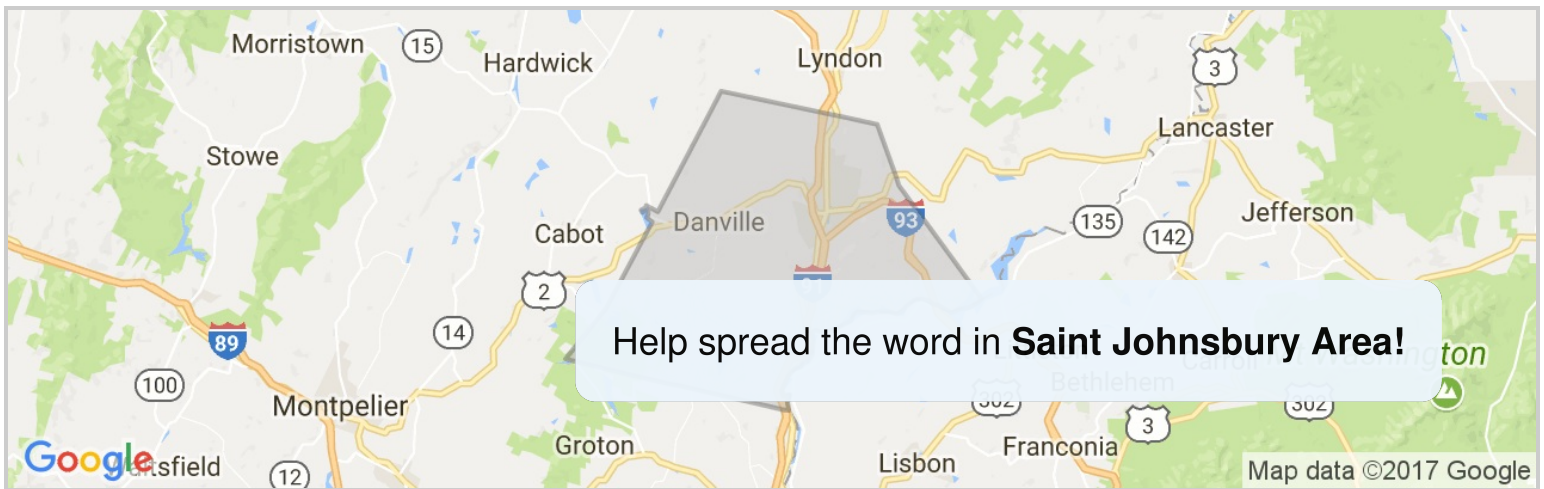 Morristown
15
Hardwick
Lyndon
3
Lancaster
Stowe
Danville
93
135
142
Jefferson
Cabot
2
14
89
100
Help spread the word in Saint Johnsbury Area!
Bethlehem
302
302
3
Montpelier
Groton
Franconia
Lisbon
Google
12
Map data ©2017 Google